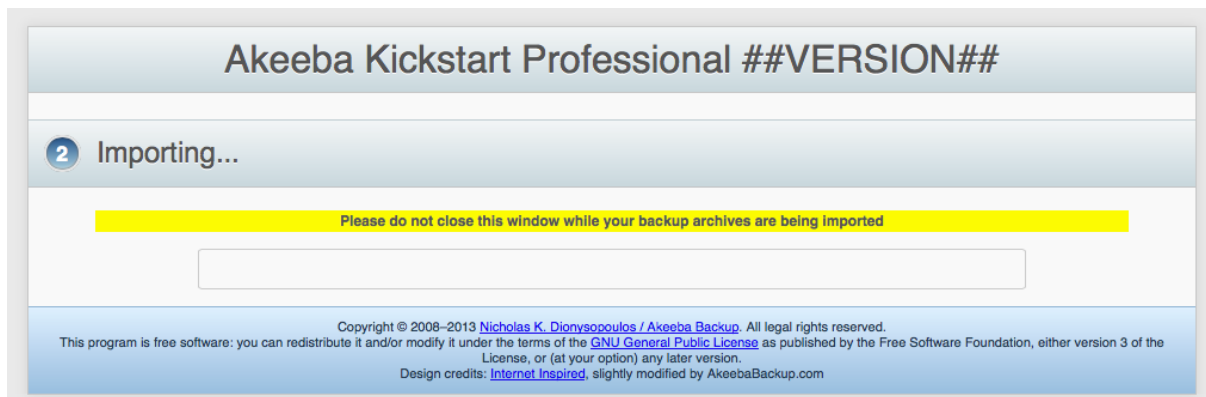 Akeeba Kickstart Professional ##VERSION##
2 Importing...
Please do not close this window while your backup archives are being imported
Copyright © 2008–2013 Nicholas K. Dionysopoulos / Akeeba Backup. All legal rights reserved.
This program is free software: you can redistribute it and/or modify it under the terms of the GNU General Public License as published by the Free Software Foundation, either version 3 of the
License, or (at your option) any later version.
Design credits: Internet Inspired, slightly modified by AkeebaBackup.com